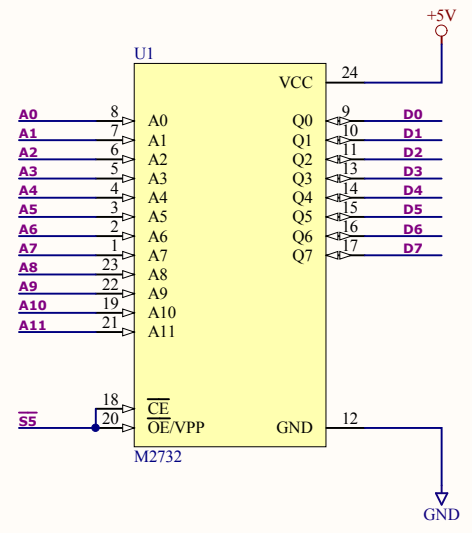 +5V
U1
VCC 24
A0 8 A0 Q0 9 D0
A1 7 A1 Q1 10 D1
A2 6 A2 Q2 11 D2
A3 5 A3 Q3 13 D3
A4 4 A4 Q4 14 D4
A5 3 A5 Q5 15 D5
A6 2 A6 Q6 16 D6
A7 1 A7 Q7 17 D7
A8 23 A8
A9 22 A9
A10 19 A10
A11 21 A11
18 C̅E̅
S̅5̅ 20 O̅E̅/VPP GND 12
M2732
GND